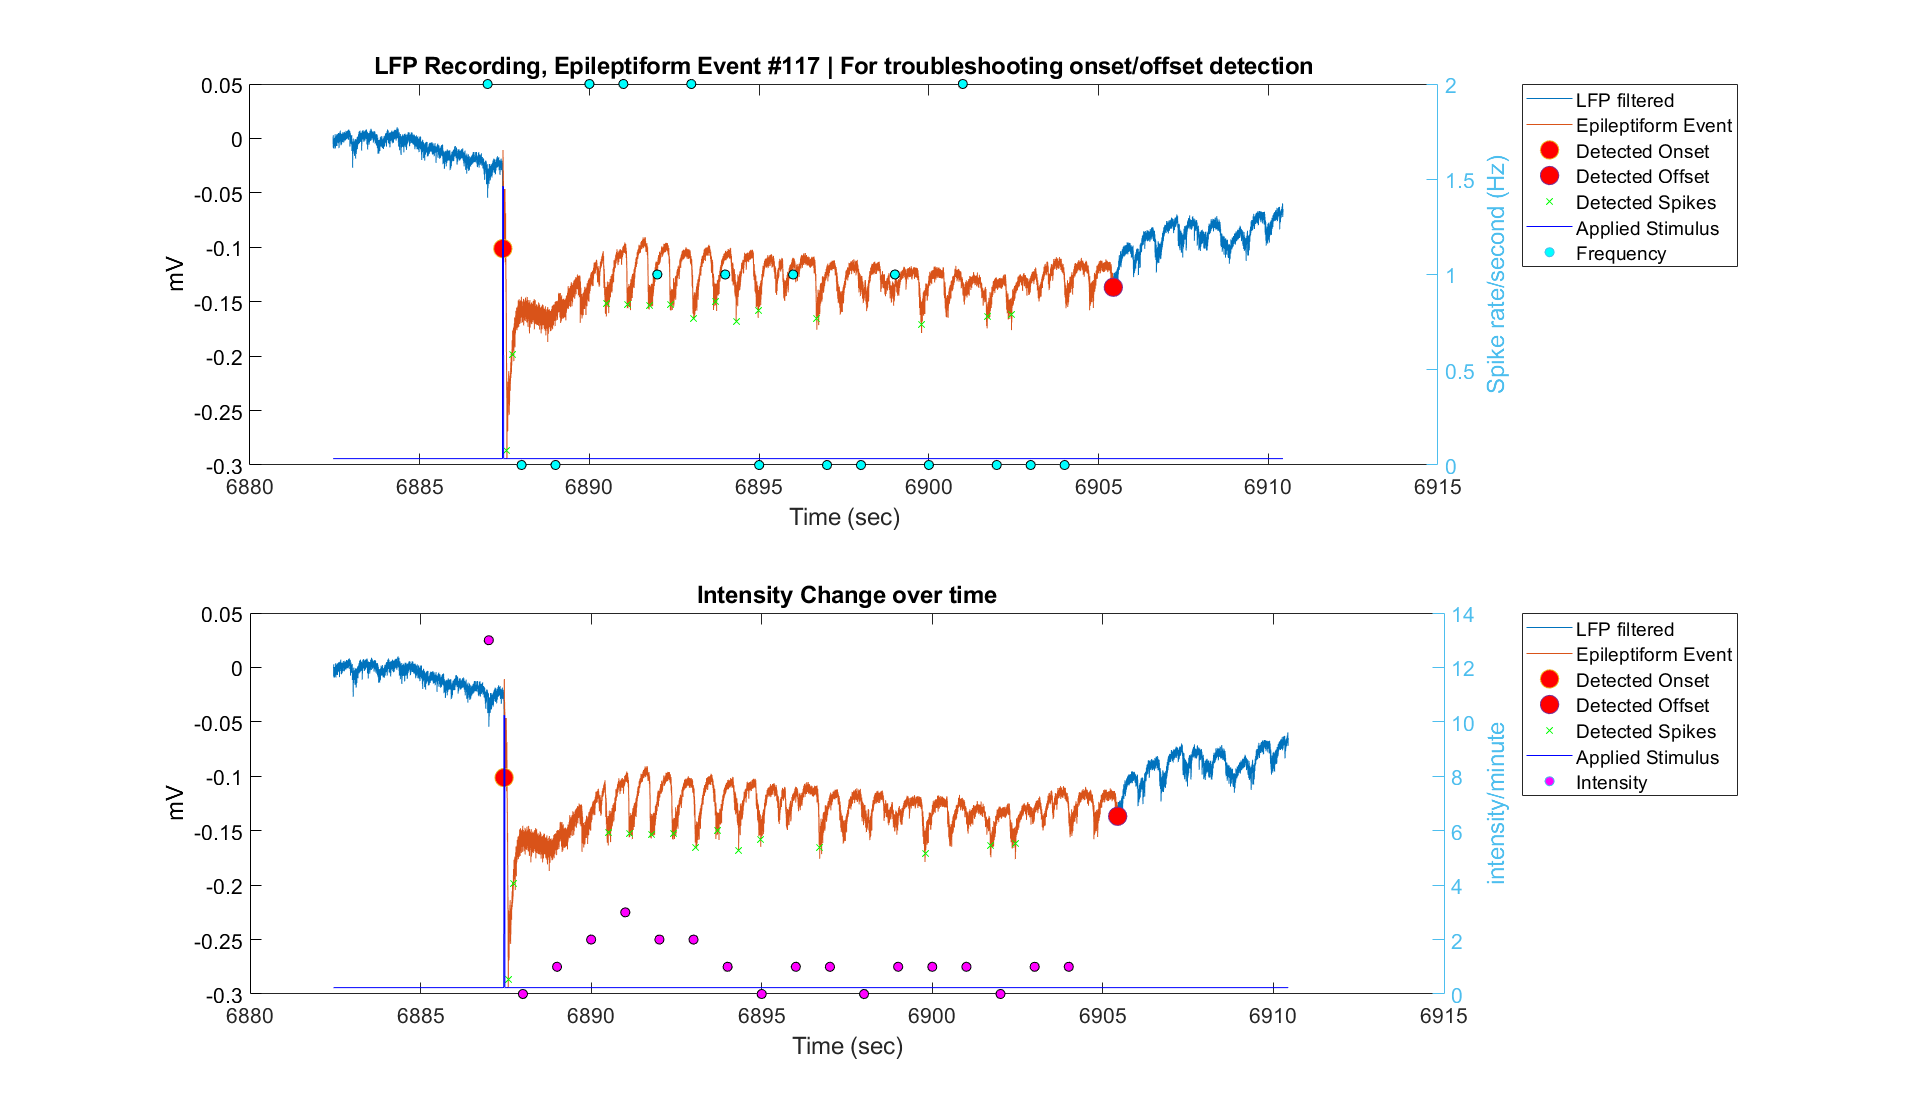 LFP Recording, Epileptiform Event #117 | For troubleshooting onset/offset detection
0.05
0
-0.05
-0.1
-0.15
-0.2
-0.25
-0.3
mV
6880
6885
6890
6895
6900
6905
6910
6915
Time (sec)
2
1.5
1
0.5
0
Spike rate/second (Hz)
LFP filtered
Epileptiform Event
Detected Onset
Detected Offset
Detected Spikes
Applied Stimulus
Frequency
Intensity Change over time
0.05
0
-0.05
-0.1
-0.15
-0.2
-0.25
-0.3
mV
6880
6885
6890
6895
6900
6905
6910
6915
Time (sec)
14
12
10
8
6
4
2
0
intensity/minute
LFP filtered
Epileptiform Event
Detected Onset
Detected Offset
Detected Spikes
Applied Stimulus
Intensity